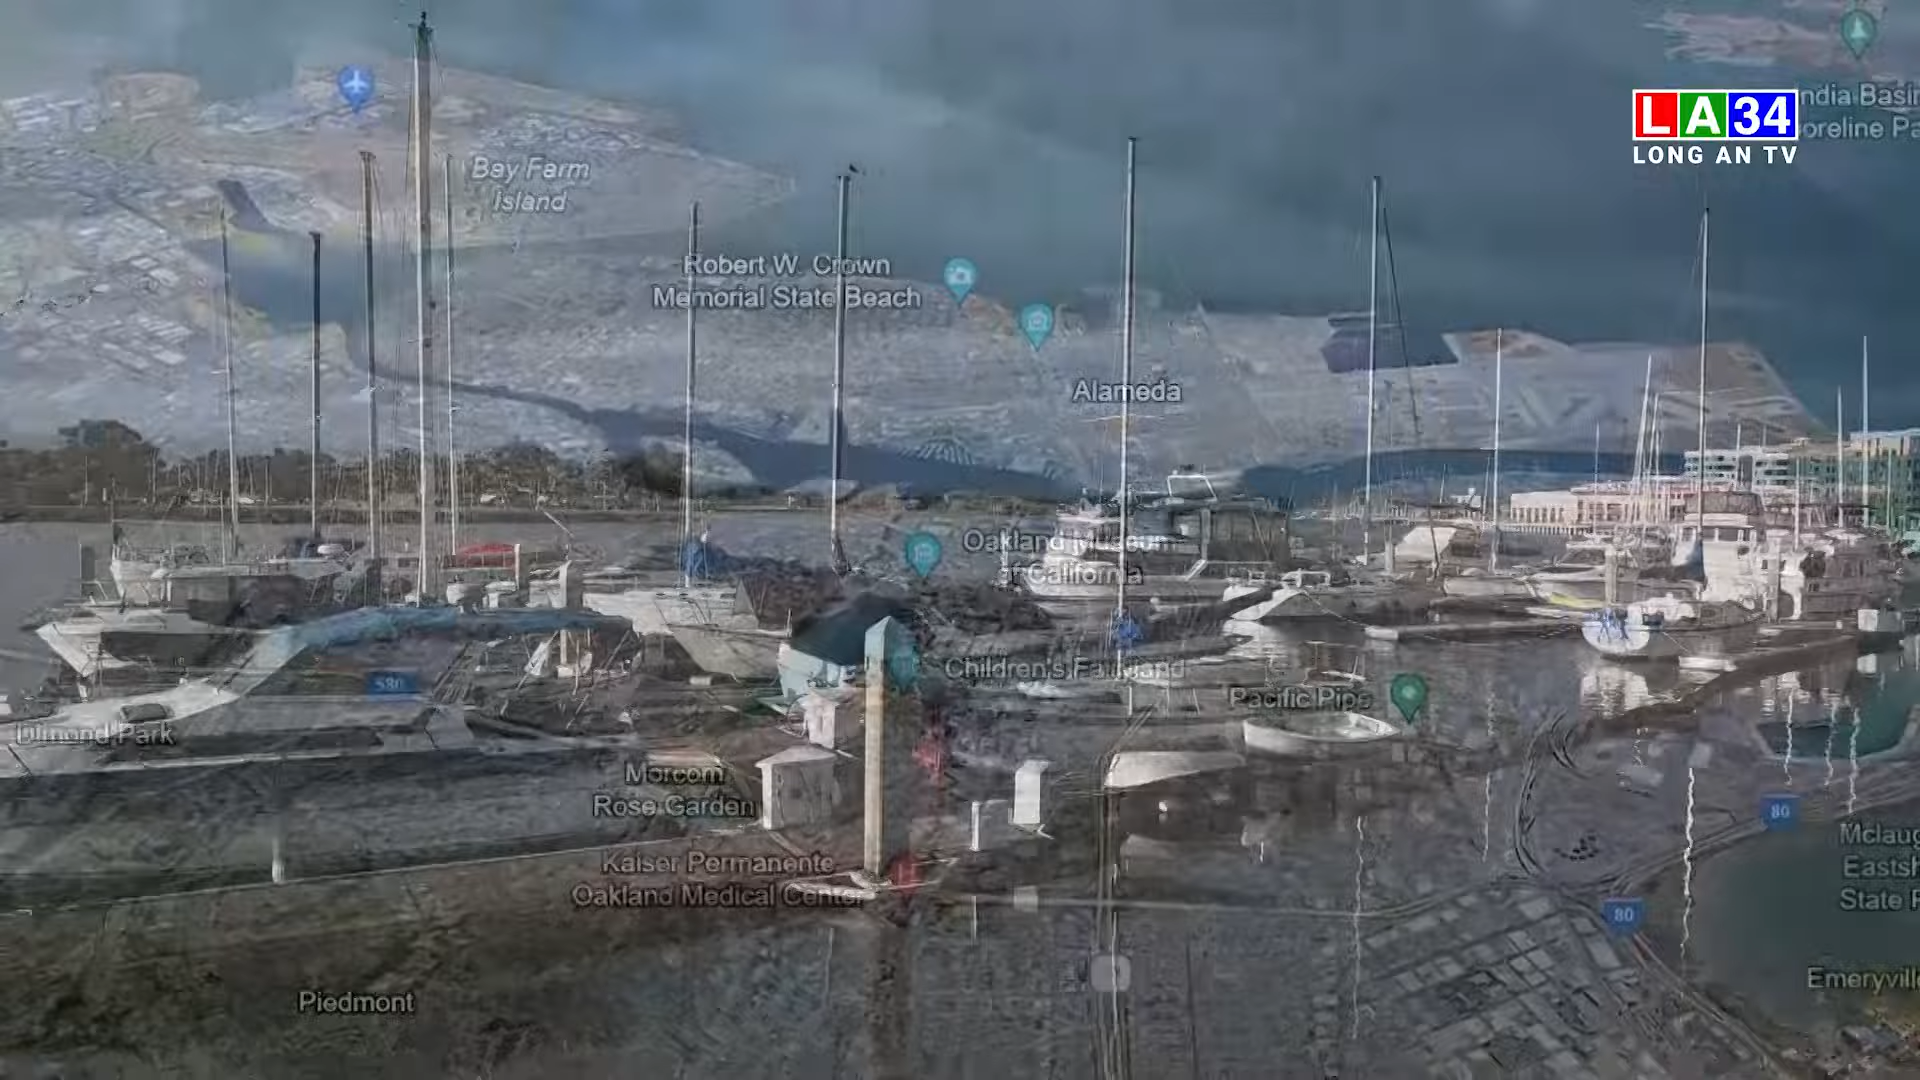 LA34
LONG AN TV
Bay Farm
Island
Robert W. Crown
Memorial State Beach
Alameda
Oakland Museum
of California
Children's Fairyland
Pacific Pipe
580
Dimond Park
Morcom
Rose Garden
80
Kaiser Permanente
Oakland Medical Center
80
Piedmont